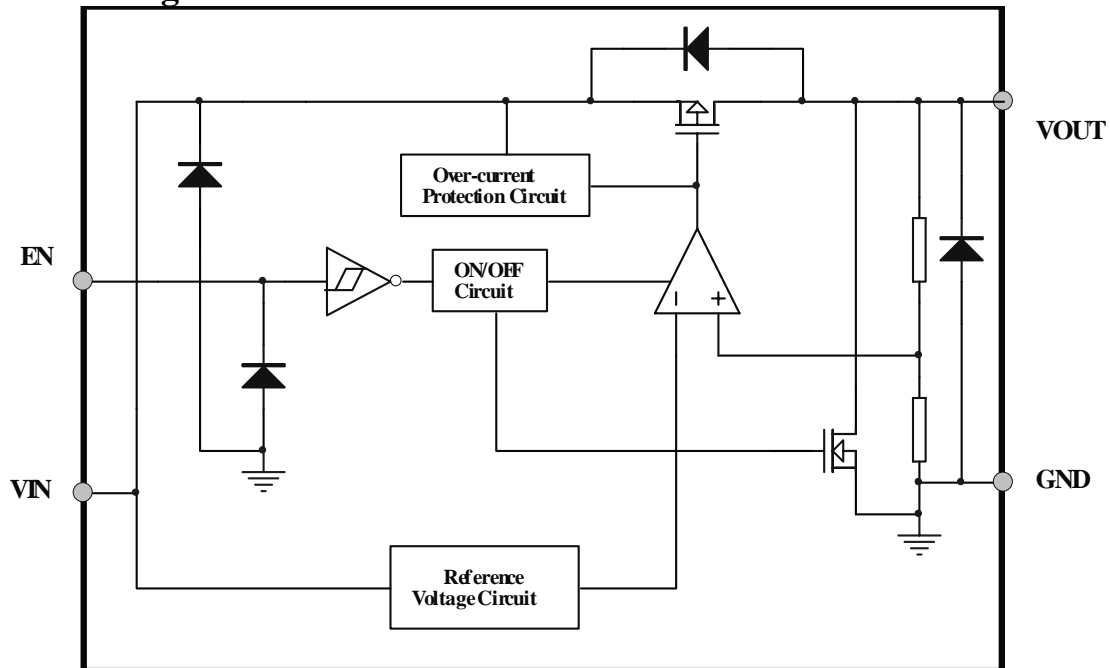 VOUT
Over-current
Protection Circuit
EN
ON/OFF
Circuit
- +
VIN
GND
Reference
Voltage Circuit